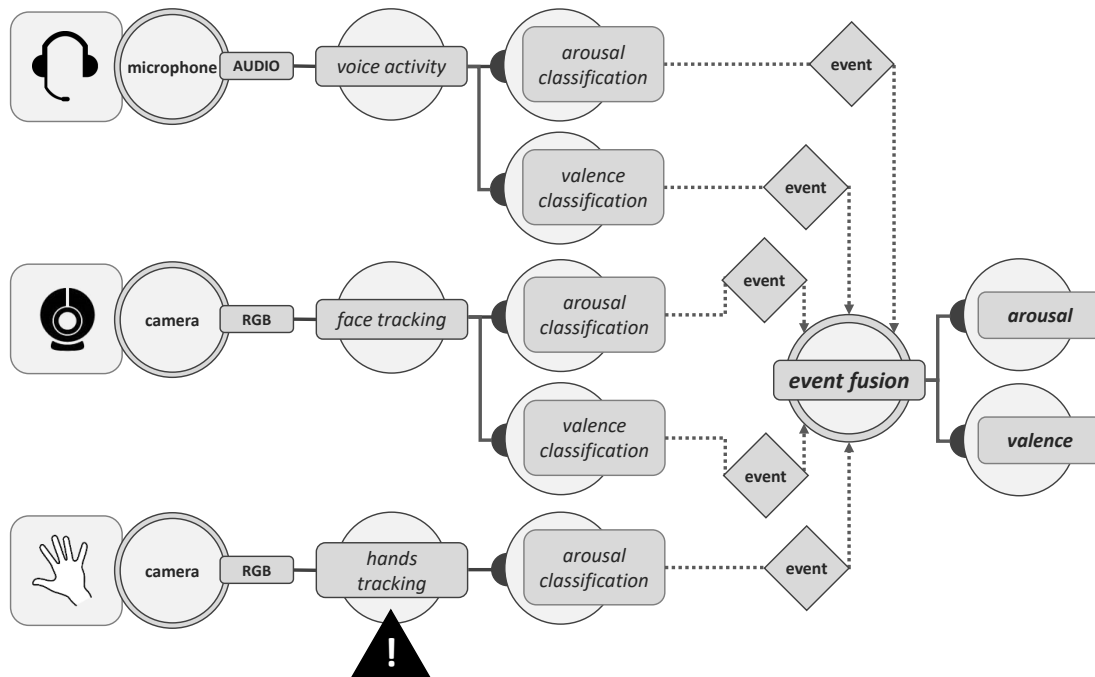 microphone
AUDIO
voice activity
arousal
classification
event
valence
classification
event
camera
RGB
face tracking
arousal
classification
event
valence
classification
event
event fusion
arousal
valence
camera
RGB
hands
tracking
!
arousal
classification
event